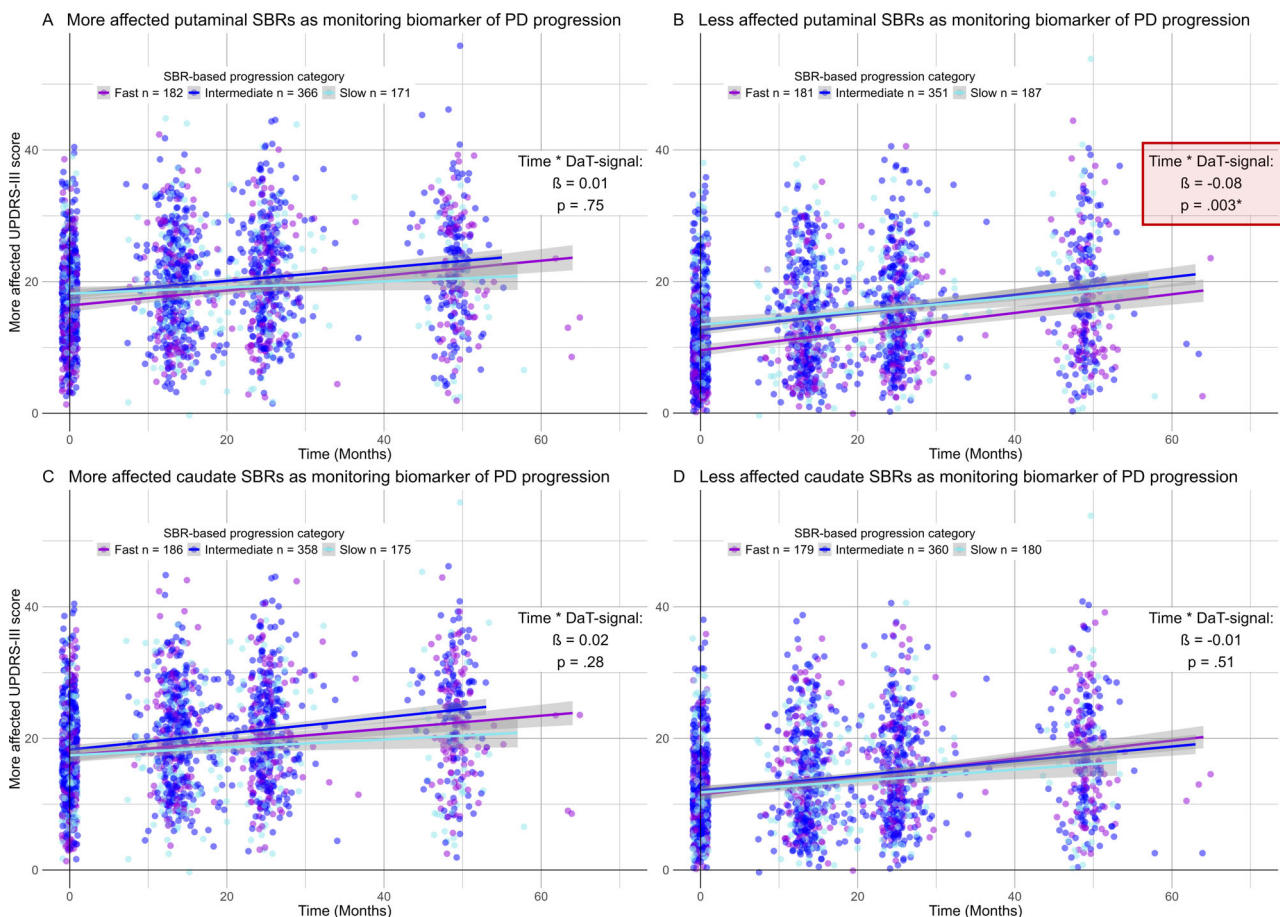 A More affected putaminal SBRs as monitoring biomarker of PD progression
SBR-based progression category
Fast n = 182 Intermediate n = 366 Slow n = 171
Time * DaT-signal:
ß = 0.01
p = .75
More affected UPDRS-III score
40
20
0
0 20 40 60
Time (Months)
B Less affected putaminal SBRs as monitoring biomarker of PD progression
SBR-based progression category
Fast n = 181 Intermediate n = 351 Slow n = 187
Time * DaT-signal:
ß = -0.08
p = .003*
40
20
0
0 20 40 60
Time (Months)
C More affected caudate SBRs as monitoring biomarker of PD progression
SBR-based progression category
Fast n = 186 Intermediate n = 358 Slow n = 175
Time * DaT-signal:
ß = 0.02
p = .28
More affected UPDRS-III score
40
20
0
0 20 40 60
Time (Months)
D Less affected caudate SBRs as monitoring biomarker of PD progression
SBR-based progression category
Fast n = 179 Intermediate n = 360 Slow n = 180
Time * DaT-signal:
ß = -0.01
p = .51
40
20
0
0 20 40 60
Time (Months)